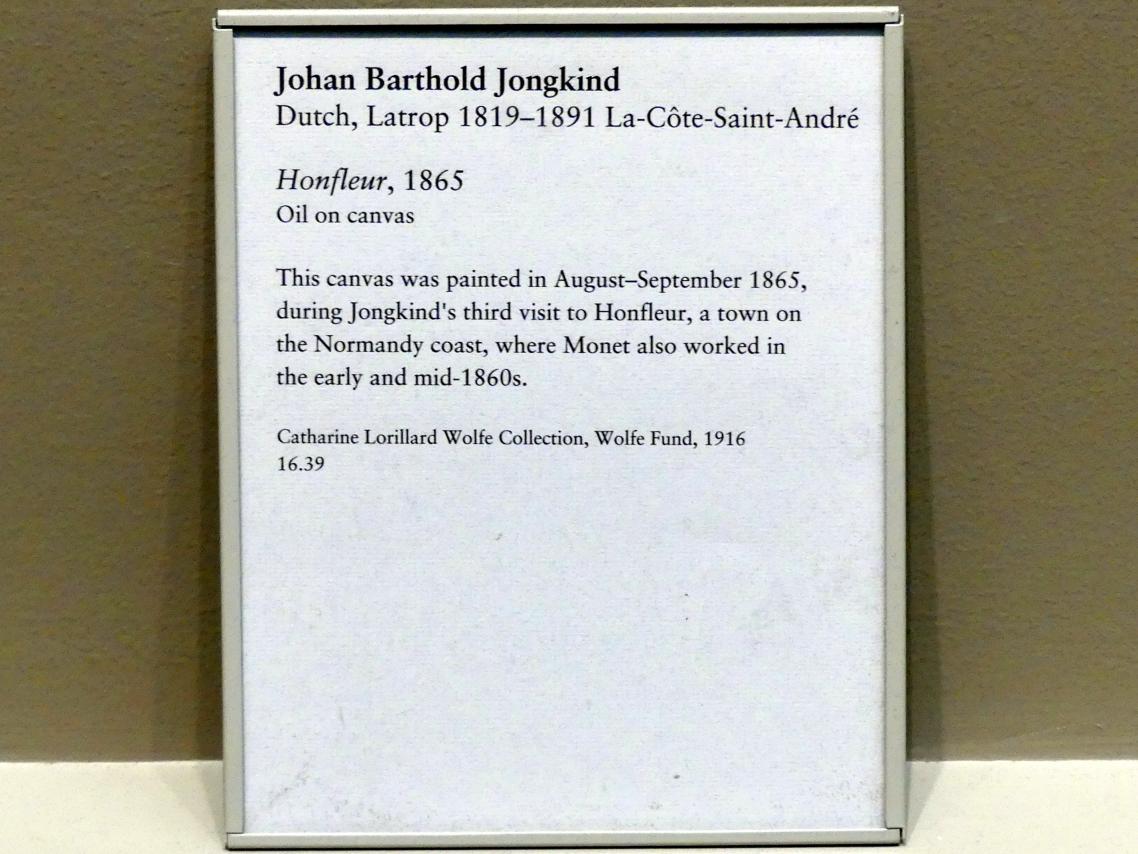 Johan Barthold Jongkind
Dutch, Latrop 1819–1891 La-Côte-Saint-André
Honfleur, 1865
Oil on canvas
This canvas was painted in August–September 1865,
during Jongkind's third visit to Honfleur, a town on
the Normandy coast, where Monet also worked in
the early and mid-1860s.
Catharine Lorillard Wolfe Collection, Wolfe Fund, 1916
16.39